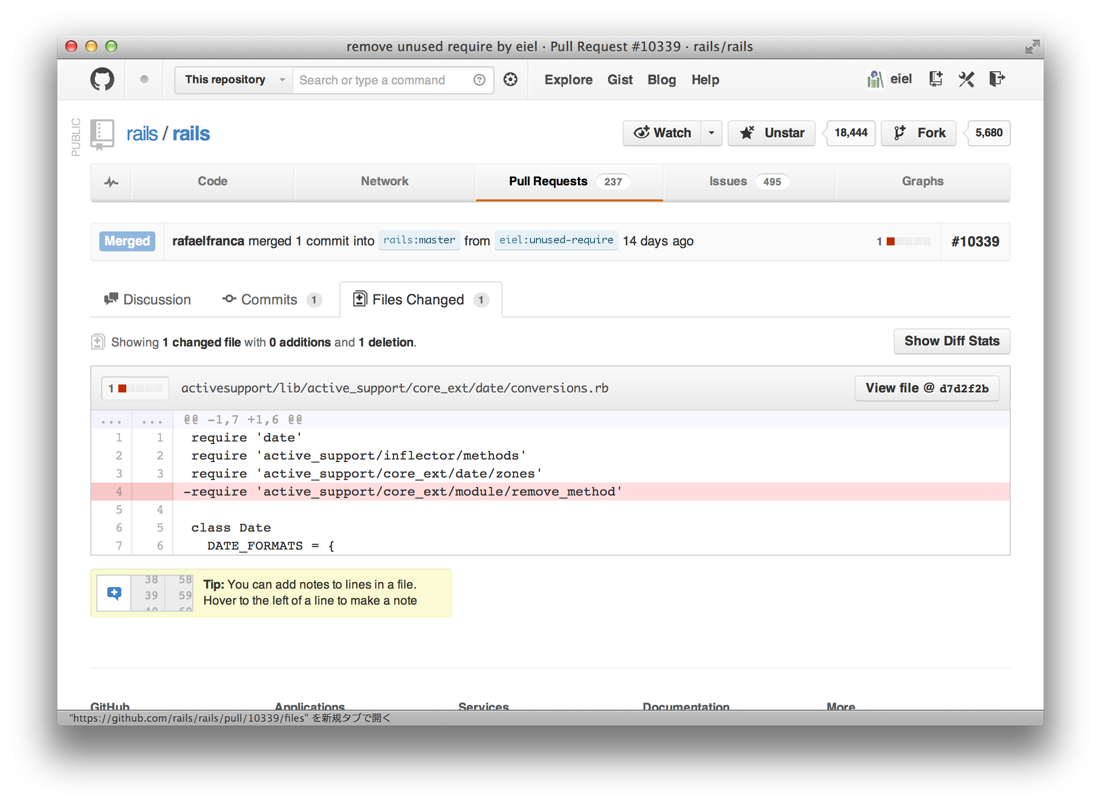 remove unused require by eiel · Pull Request #10339 · rails/rails
This repository Search or type a command Explore Gist Blog Help eiel
PUBLIC
rails / rails Watch Unstar 18,444 Fork 5,680
Code Network Pull Requests 237 Issues 495 Graphs
Merged rafaelfranca merged 1 commit into rails:master from eiel:unused-require 14 days ago 1 #10339
Discussion Commits 1 Files Changed 1
Showing 1 changed file with 0 additions and 1 deletion. Show Diff Stats
1 activesupport/lib/active_support/core_ext/date/conversions.rb View file @ d7d2f2b
... ... @@ -1,7 +1,6 @@
1 1 require 'date'
2 2 require 'active_support/inflector/methods'
3 3 require 'active_support/core_ext/date/zones'
4 -require 'active_support/core_ext/module/remove_method'
5 4
6 5 class Date
7 6 DATE_FORMATS = {
38 58 Tip: You can add notes to lines in a file.
39 59 Hover to the left of a line to make a note
40 60
GitHub Applications Services Documentation More
"https://github.com/rails/rails/pull/10339/files" を新規タブで開く